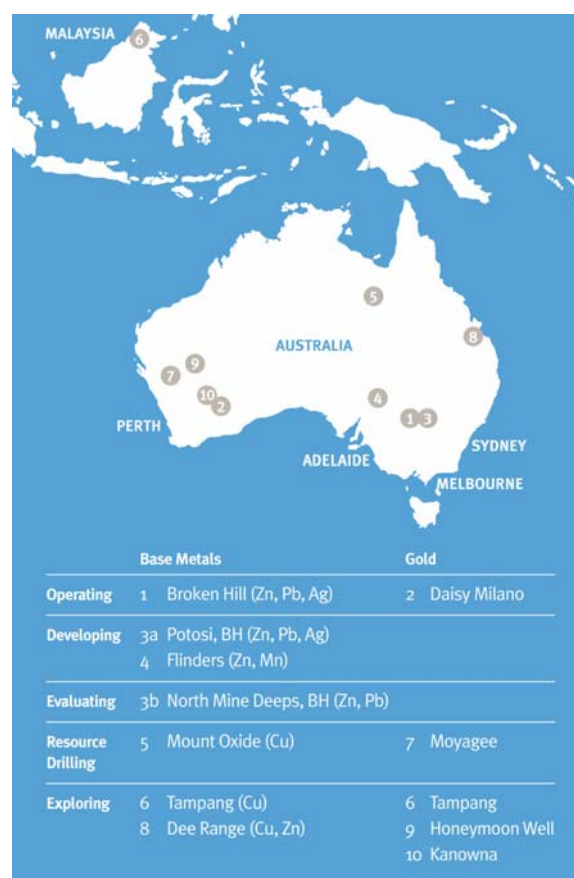 MALAYSIA
6
5
AUSTRALIA
8
9
7
10
2
4
1 3
PERTH
ADELAIDE
SYDNEY
MELBOURNE
Base Metals Gold
Operating 1 Broken Hill (Zn, Pb, Ag) 2 Daisy Milano
Developing 3a Potosi, BH (Zn, Pb, Ag)
4 Flinders (Zn, Mn)
Evaluating 3b North Mine Deeps, BH (Zn, Pb)
Resource 5 Mount Oxide (Cu) 7 Moyagee
Drilling
Exploring 6 Tampang (Cu) 6 Tampang
8 Dee Range (Cu, Zn) 9 Honeymoon Well
10 Kanowna